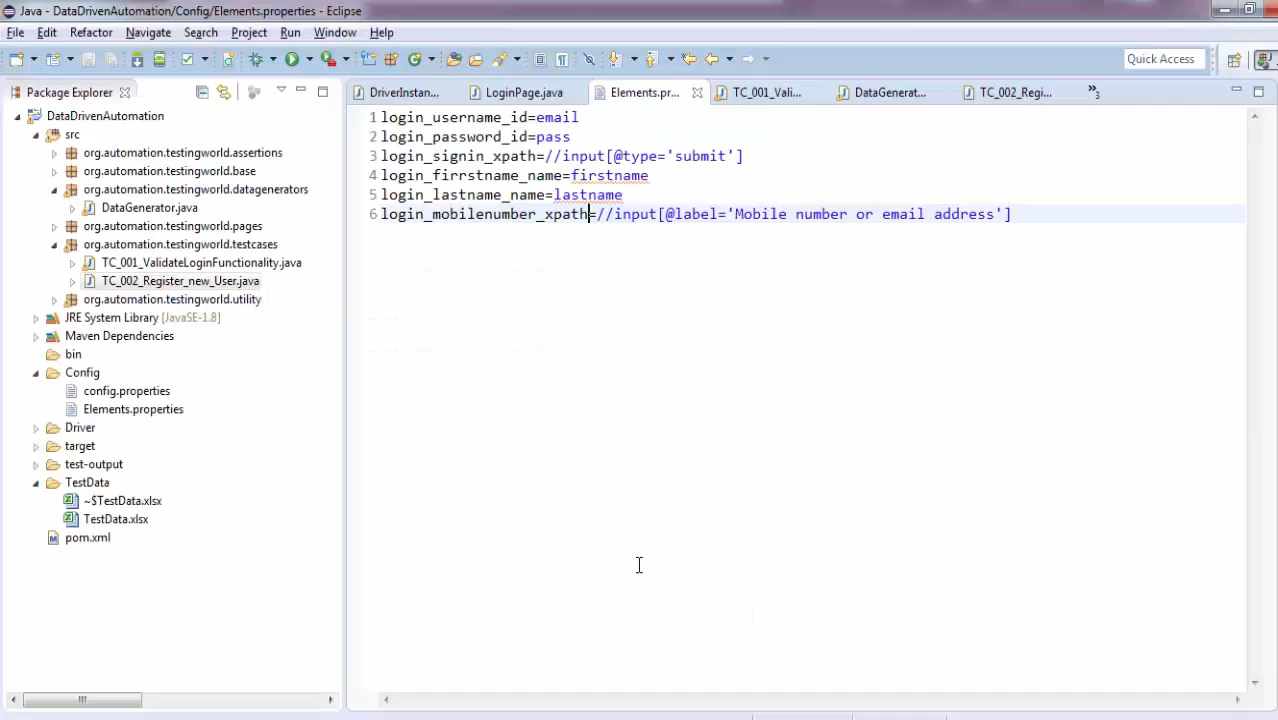 Java - DataDrivenAutomation/Config/Elements.properties - Eclipse
File Edit Refactor Navigate Search Project Run Window Help
Quick Access
Package Explorer
DriverInstan...
LoginPage.java
Elements.pr...
TC_001_Vali...
DataGenerat...
TC_002_Regi...
»3
DataDrivenAutomation
src
org.automation.testingworld.assertions
org.automation.testingworld.base
org.automation.testingworld.datagenerators
DataGenerator.java
org.automation.testingworld.pages
org.automation.testingworld.testcases
TC_001_ValidateLoginFunctionality.java
TC_002_Register_new_User.java
org.automation.testingworld.utility
JRE System Library [JavaSE-1.8]
Maven Dependencies
bin
Config
config.properties
Elements.properties
Driver
target
test-output
TestData
~$TestData.xlsx
TestData.xlsx
pom.xml
1 login_username_id=email
2 login_password_id=pass
3 login_signin_xpath=//input[@type='submit']
4 login_firrstname_name=firstname
5 login_lastname_name=lastname
6 login_mobilenumber_xpath=//input[@label='Mobile number or email address']